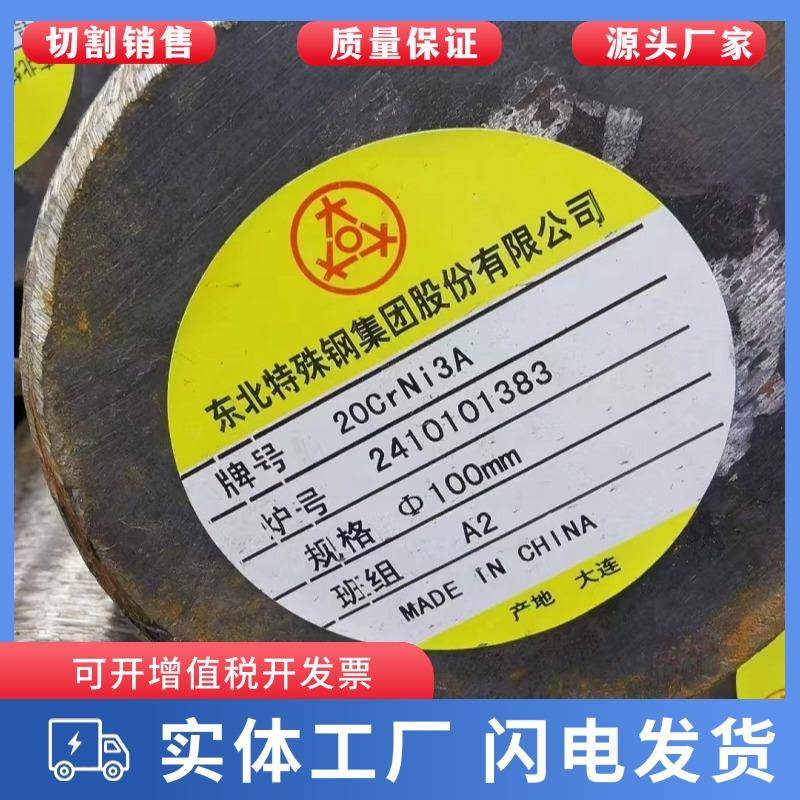 切割销售
质量保证
源头厂家
东北特殊钢集团股份有限公司
牌号 20CrNi3A
炉号 2410101383
规格 Φ100mm
班组 A2
MADE IN CHINA
产地 大连
可开增值税开发票
实体工厂 闪电发货